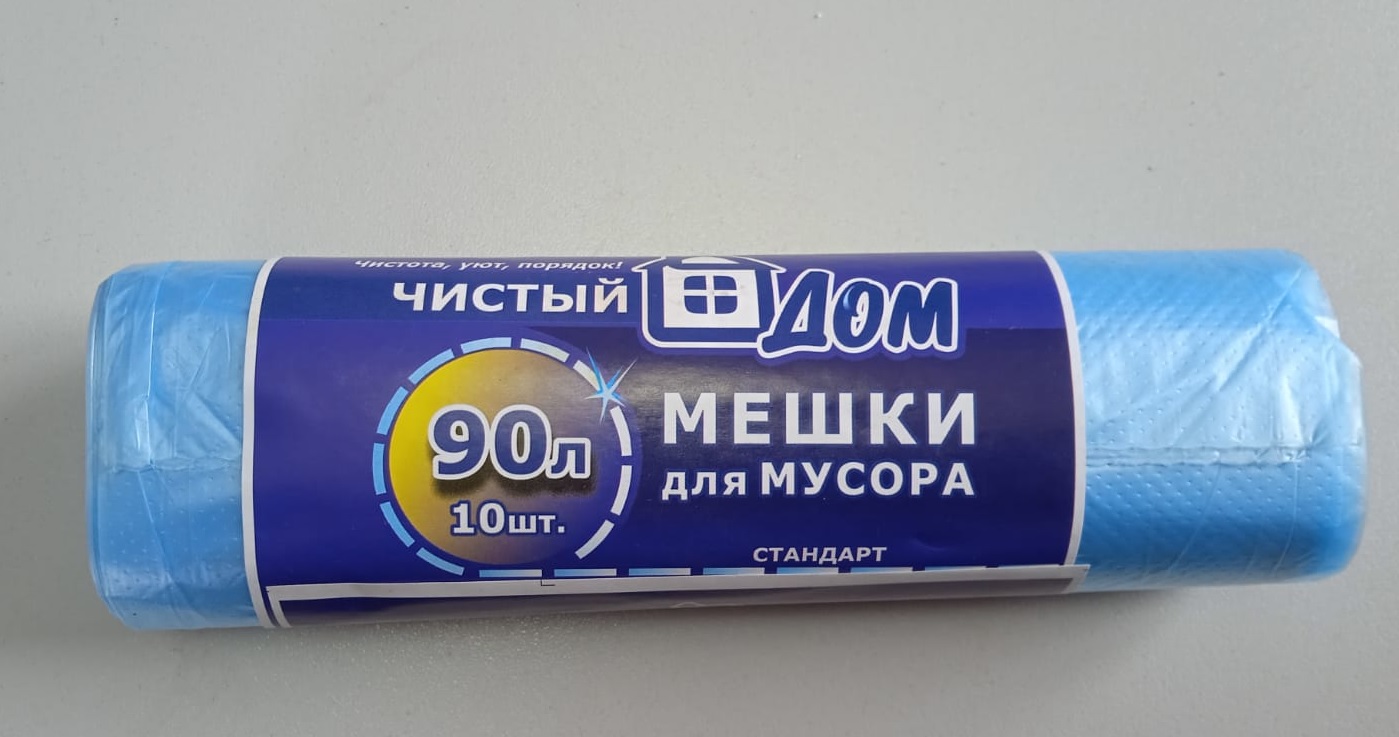 Чистота, уют, порядок!
ЧИСТЫЙ ДОМ
90л
10шт.
МЕШКИ
для МУСОРА
СТАНДАРТ